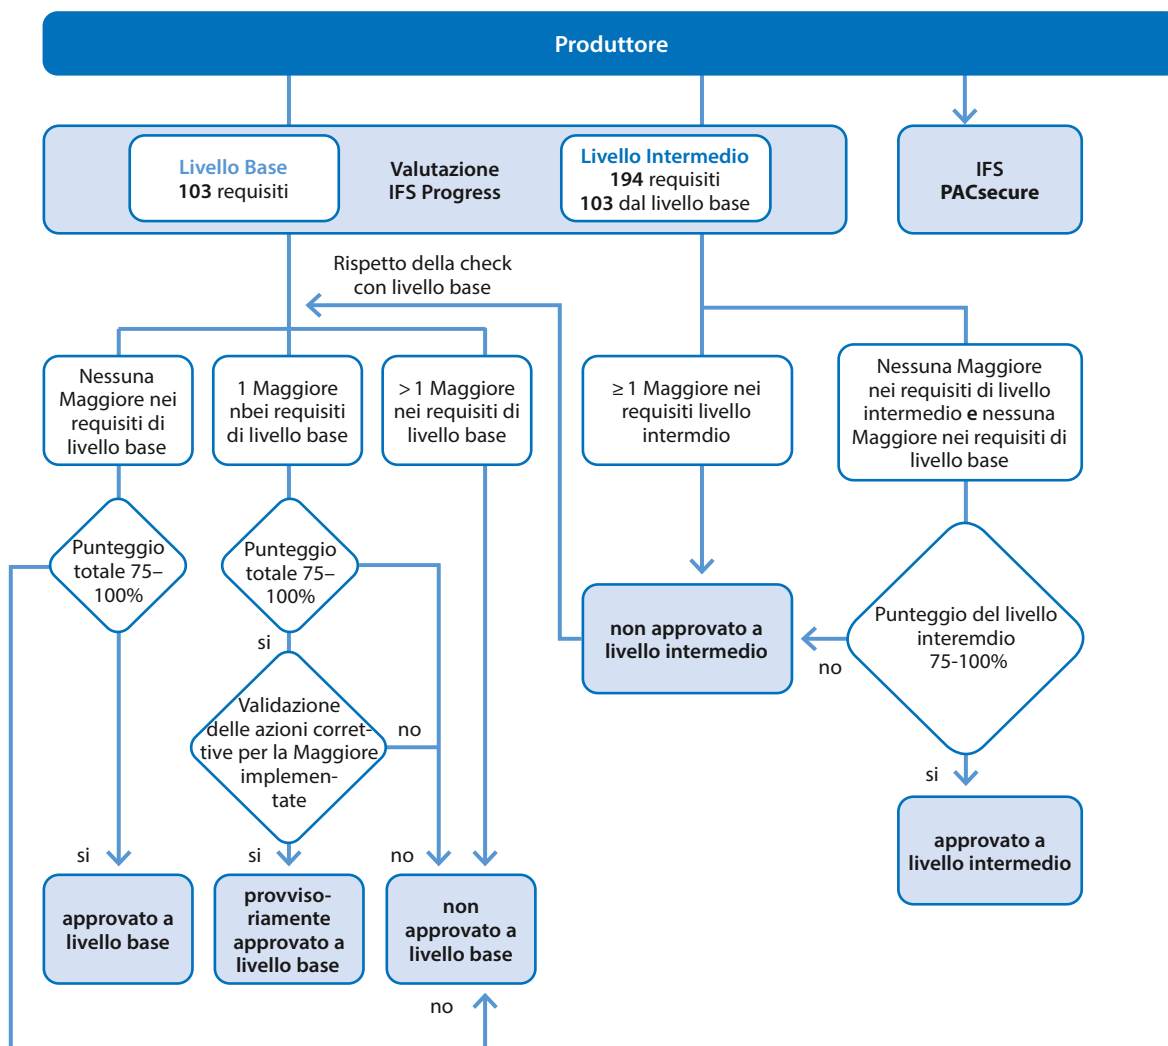 Produttore
Livello Base
103 requisiti
Valutazione
IFS Progress
Livello Intermedio
194 requisiti
103 dal livello base
IFS
PACsecure
Rispetto della check
con livello base
Nessuna
Maggiore nei
requisiti di
livello base
1 Maggiore
nbei requisiti
di livello base
> 1 Maggiore
nei requisiti di
livello base
≥ 1 Maggiore nei
requisiti livello
intermdio
Nessuna Maggiore
nei requisiti di livello
intermedio e nessuna
Maggiore nei requisiti di
livello base
Punteggio
totale 75–
100%
Punteggio
totale 75–
100%
si
Validazione
delle azioni corret-
tive per la Maggiore
implemen-
tate
no
non approvato a
livello intermedio
no
Punteggio del livello
interemdio
75-100%
si
approvato a
livello intermedio
si
si
no
approvato a
livello base
provviso-
riamente
approvato a
livello base
non
approvato a
livello base
no